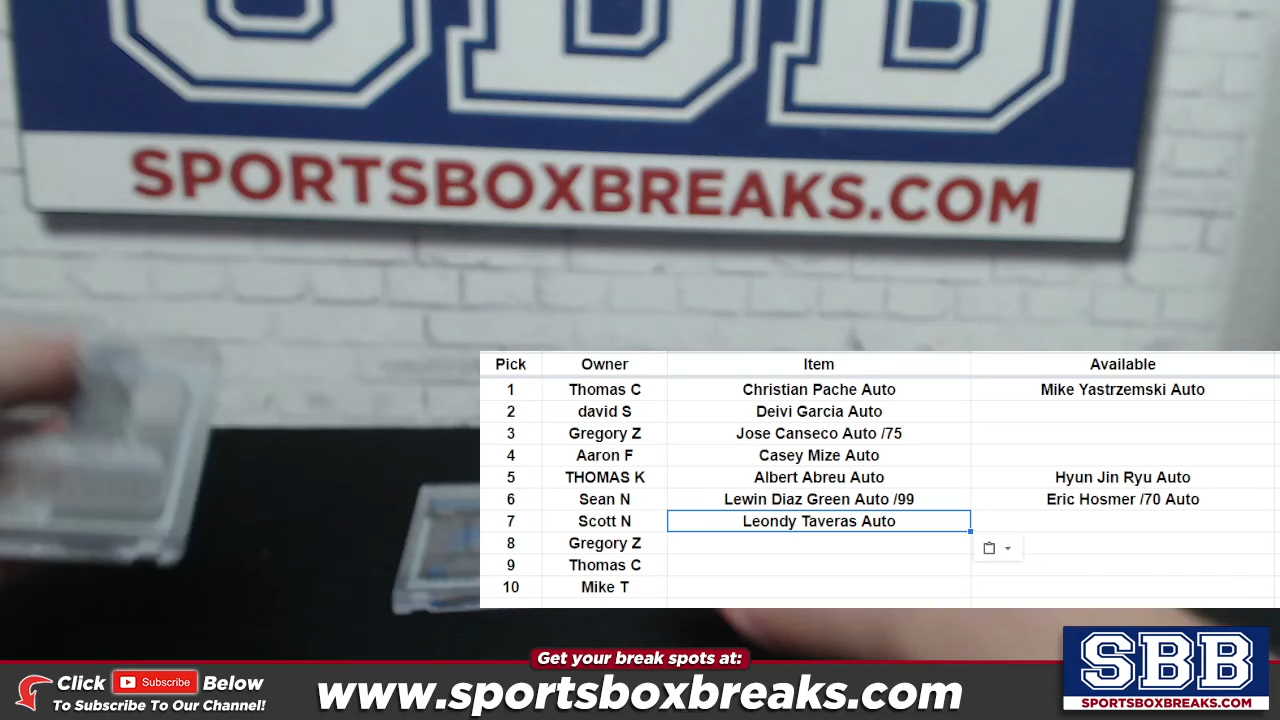 SBB
SPORTSBOXBREAKS.COM
Pick Owner Item Available
1 Thomas C Christian Pache Auto Mike Yastrzemski Auto
2 david S Deivi Garcia Auto
3 Gregory Z Jose Canseco Auto /75
4 Aaron F Casey Mize Auto
5 THOMAS K Albert Abreu Auto Hyun Jin Ryu Auto
6 Sean N Lewin Diaz Green Auto /99 Eric Hosmer /70 Auto
7 Scott N Leondy Taveras Auto
8 Gregory Z
9 Thomas C
10 Mike T
Get your break spots at:
Click Subscribe Below
To Subscribe To Our Channel!
www.sportsboxbreaks.com
SBB
SPORTSBOXBREAKS.COM